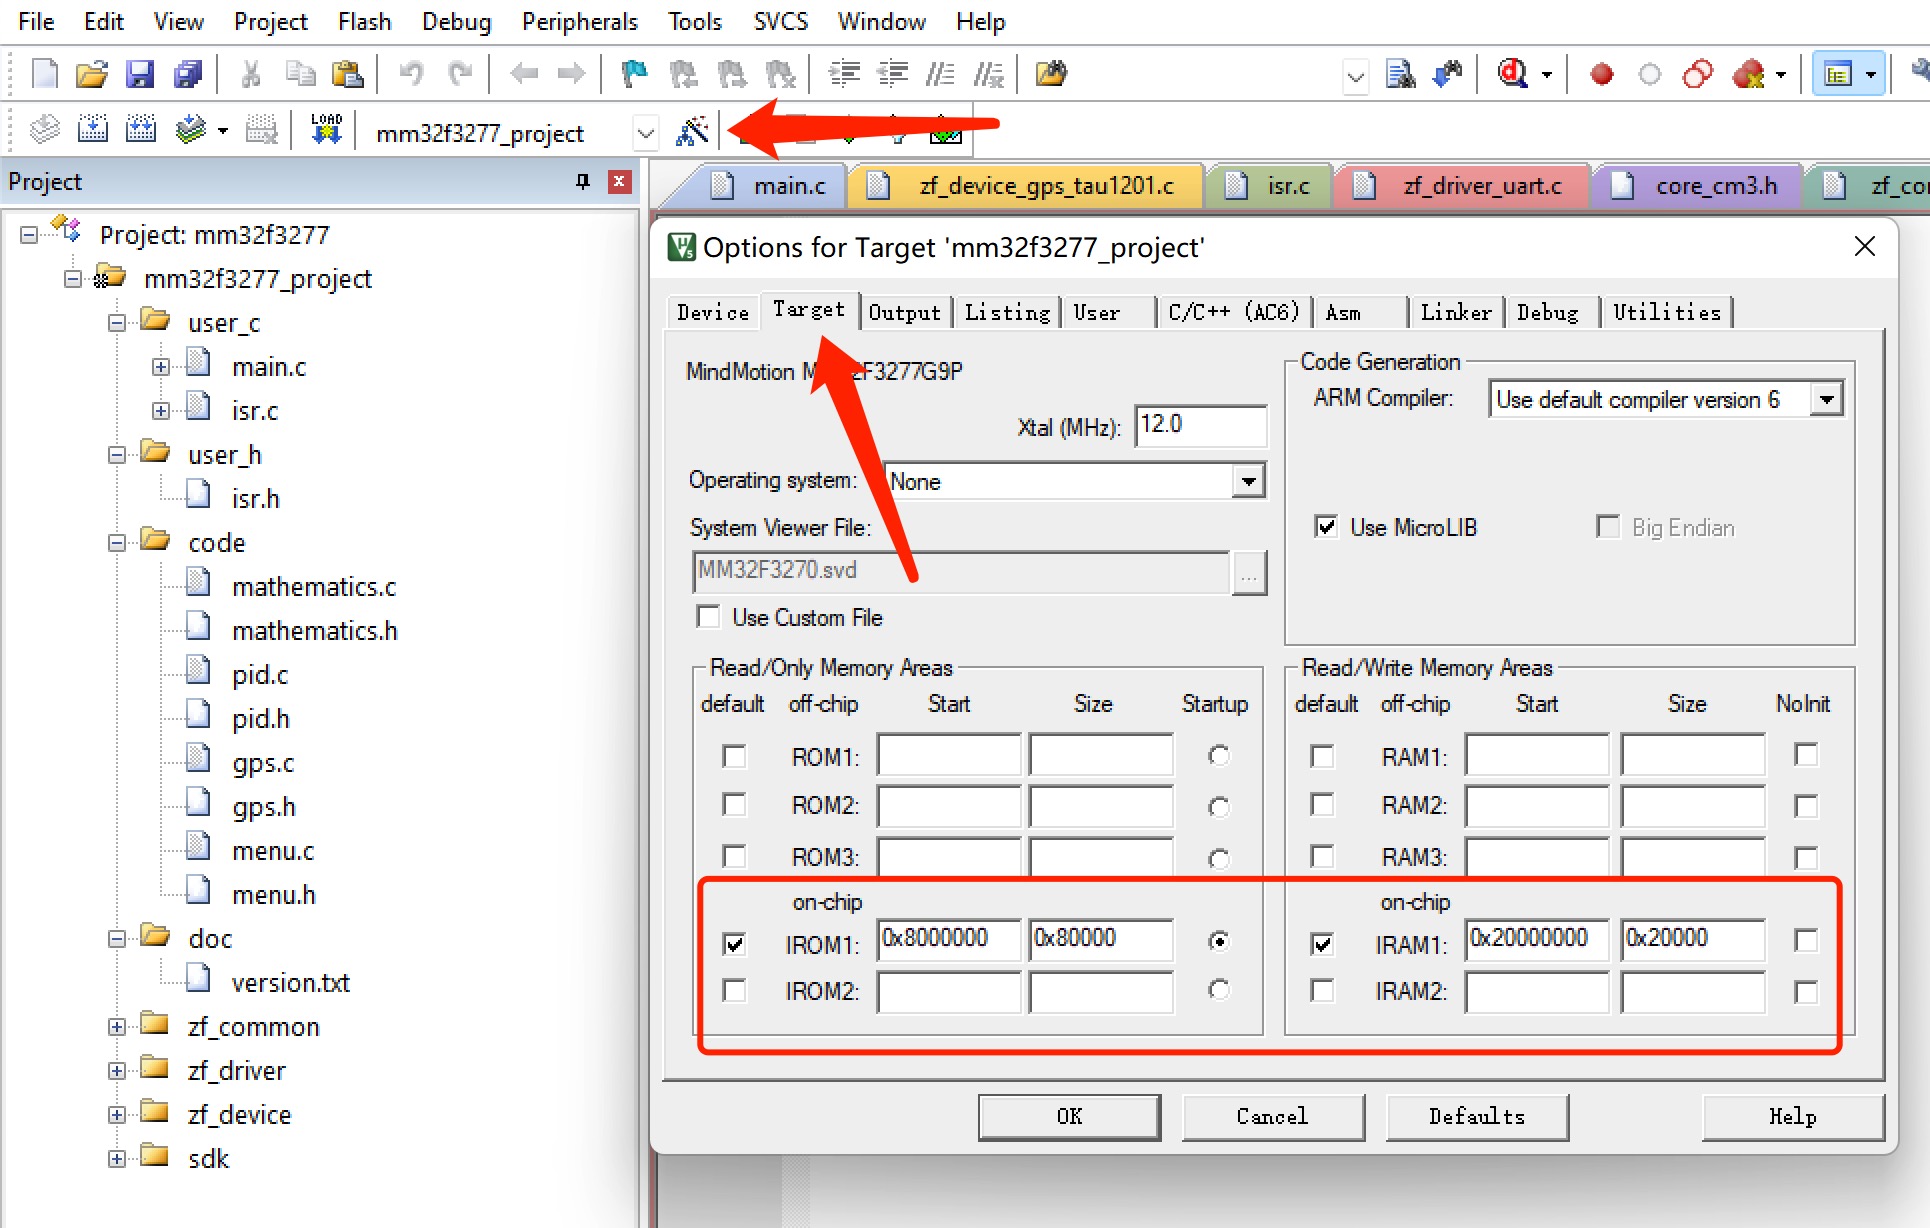 File Edit View Project Flash Debug Peripherals Tools SVCS Window Help
LOAD
mm32f3277_project
Project
main.c zf_device_gps_tau1201.c isr.c zf_driver_uart.c core_cm3.h
Project: mm32f3277
mm32f3277_project
user_c
main.c
isr.c
user_h
isr.h
code
mathematics.c
mathematics.h
pid.c
pid.h
gps.c
gps.h
menu.c
menu.h
doc
version.txt
zf_common
zf_driver
zf_device
sdk
Options for Target 'mm32f3277_project'
Device Target Output Listing User C/C++ (AC6) Asm Linker Debug Utilities
MindMotion
Xtal (MHz): 12.0
Operating system: None
System Viewer File:
MM32F3270.svd ...
Use Custom File
Code Generation
ARM Compiler: Use default compiler version 6
Use MicroLIB Big Endian
Read/Only Memory Areas
default off-chip Start Size Startup
ROM1:
ROM2:
ROM3:
on-chip
IROM1: 0x8000000 0x80000
IROM2:
Read/Write Memory Areas
default off-chip Start Size NoInit
RAM1:
RAM2:
RAM3:
on-chip
IRAM1: 0x20000000 0x20000
IRAM2:
OK Cancel Defaults Help